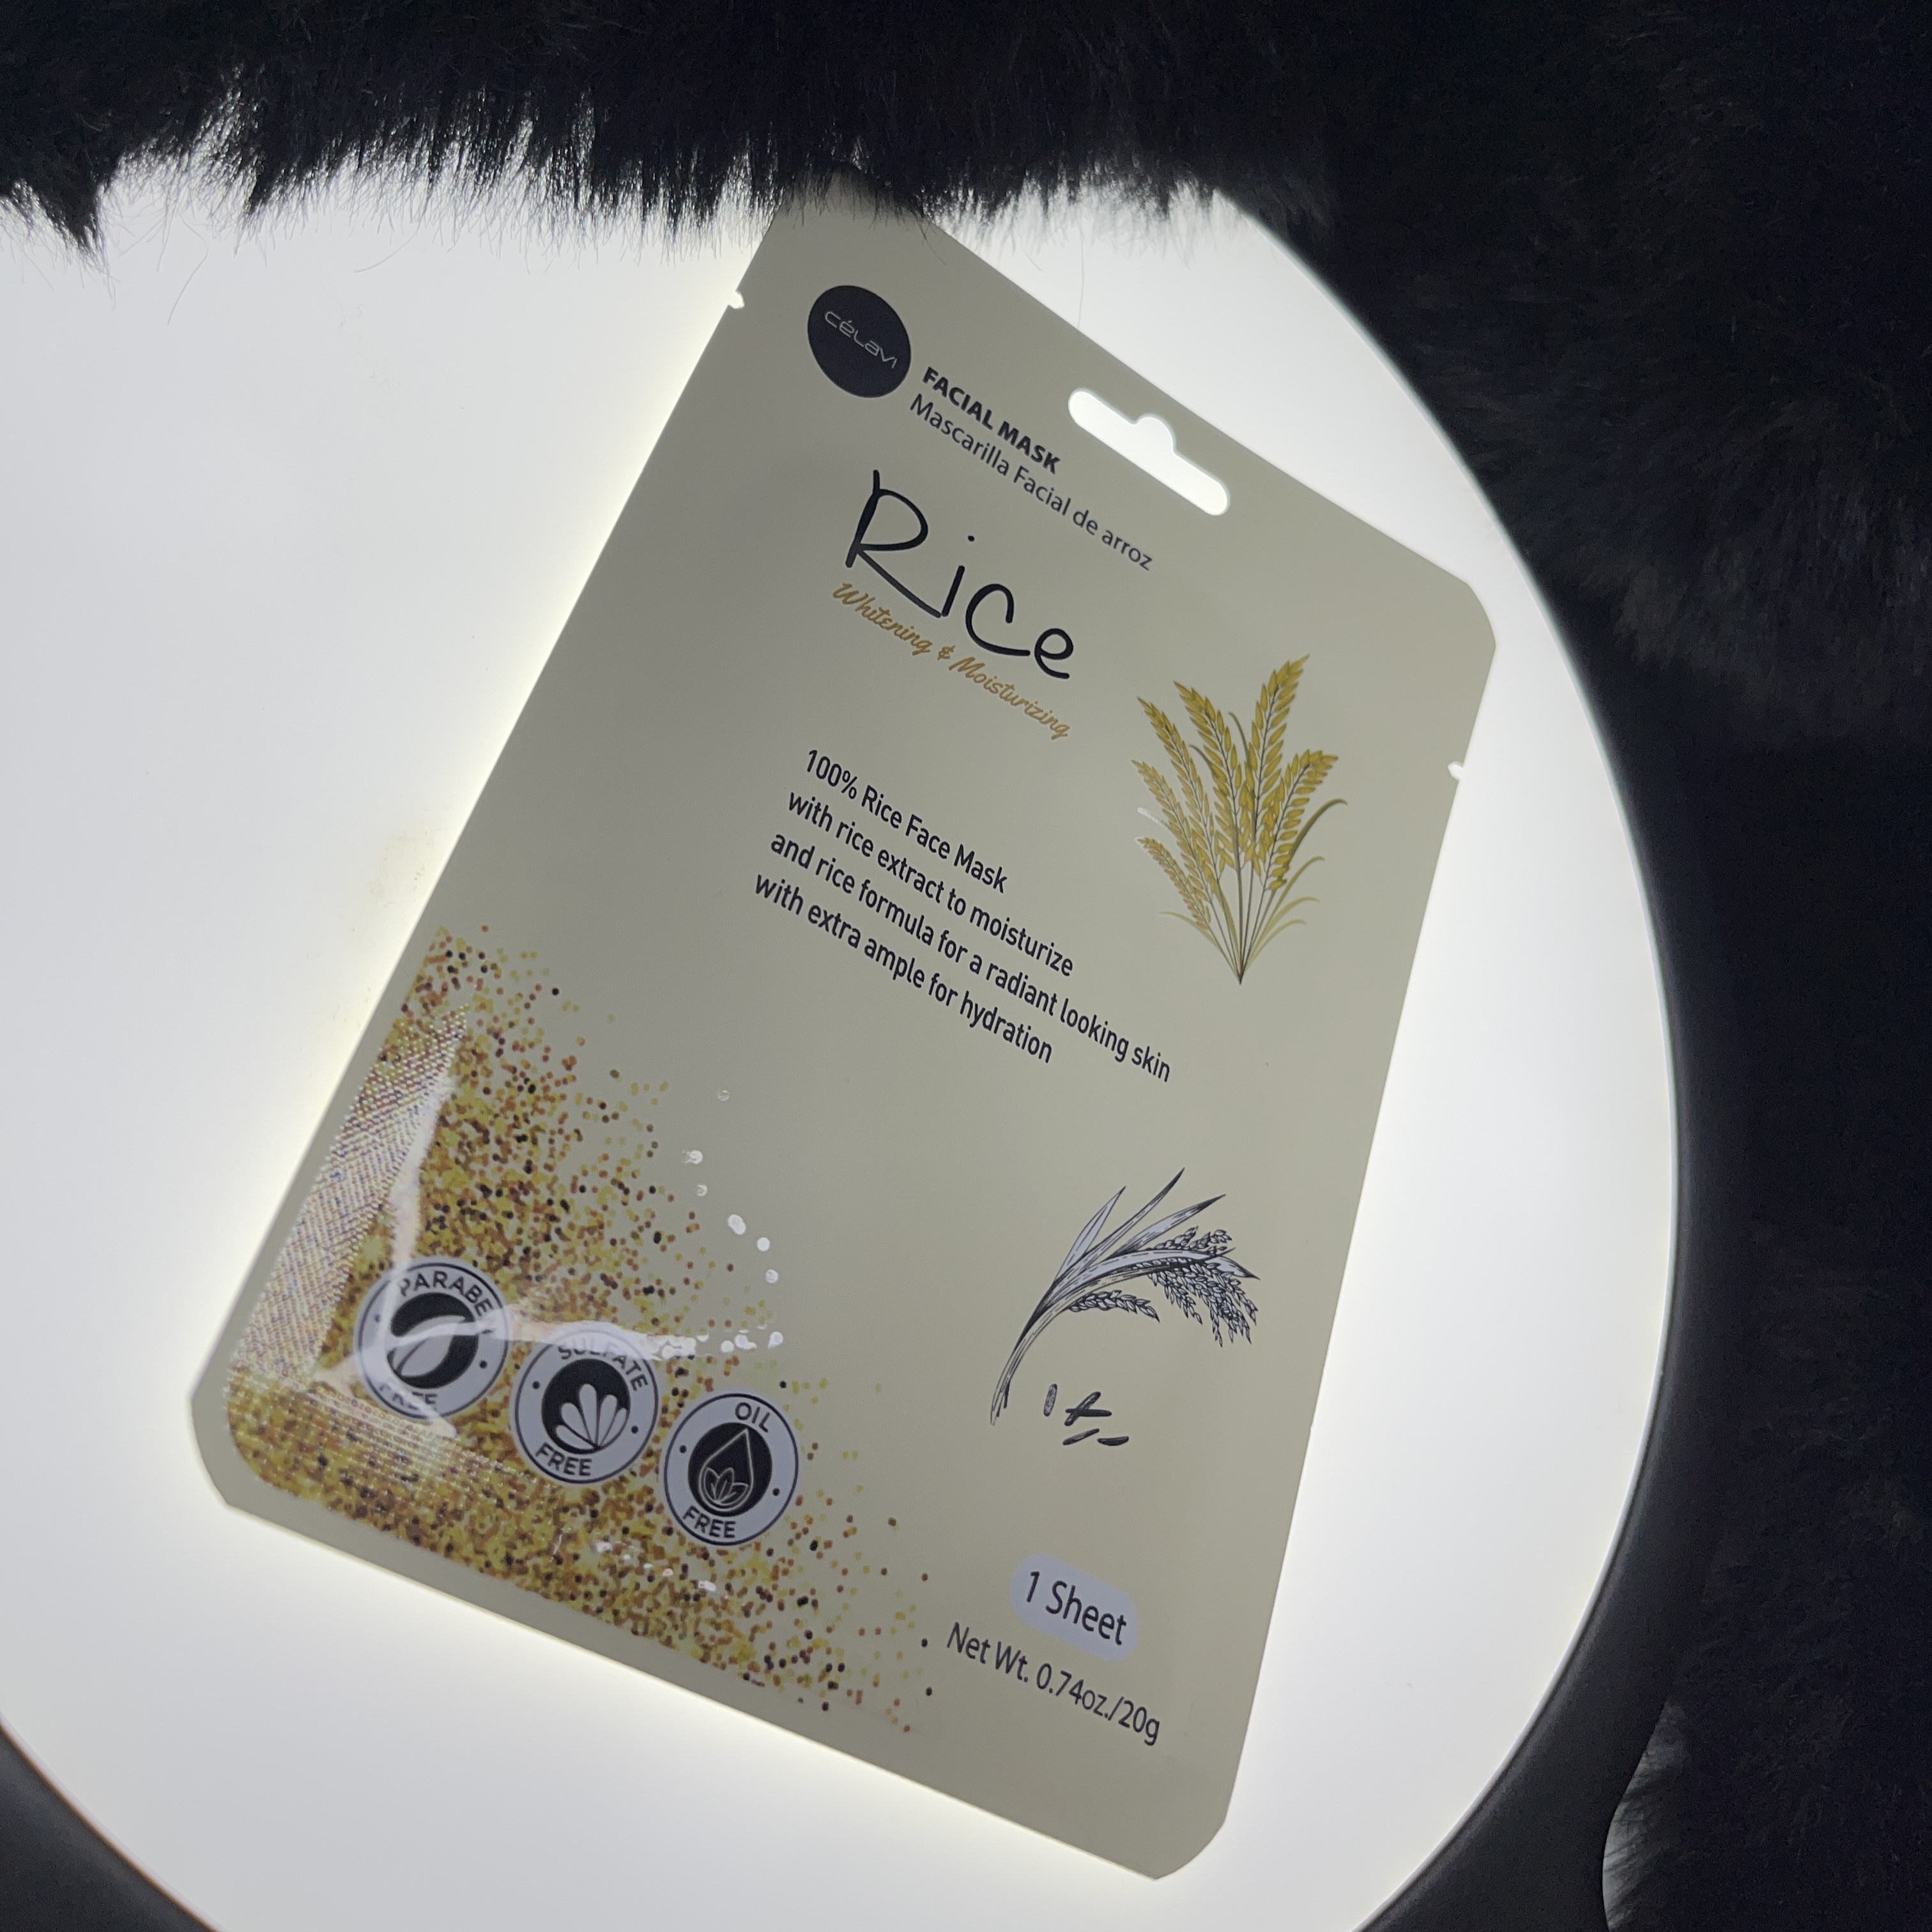 célavi
FACIAL MASK
Mascarilla Facial de arroz
Rice
Whitening & Moisturizing
100% Rice Face Mask
with rice extract to moisturize
and rice formula for a radiant looking skin
with extra ample for hydration
PARABEN
FREE
SULFATE
FREE
OIL
FREE
1 Sheet
Net Wt. 0.74oz./20g